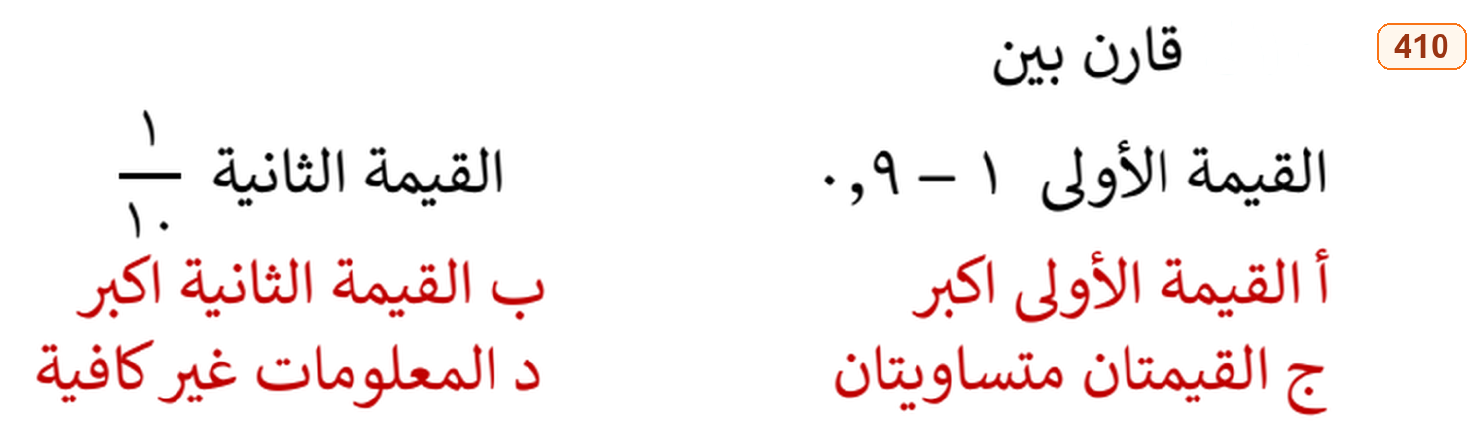 410
قارن بين
القيمة الأولى ١ – ٠,٩ القيمة الثانية ١/١٠
أ القيمة الأولى اكبر ب القيمة الثانية اكبر
ج القيمتان متساويتان د المعلومات غير كافية